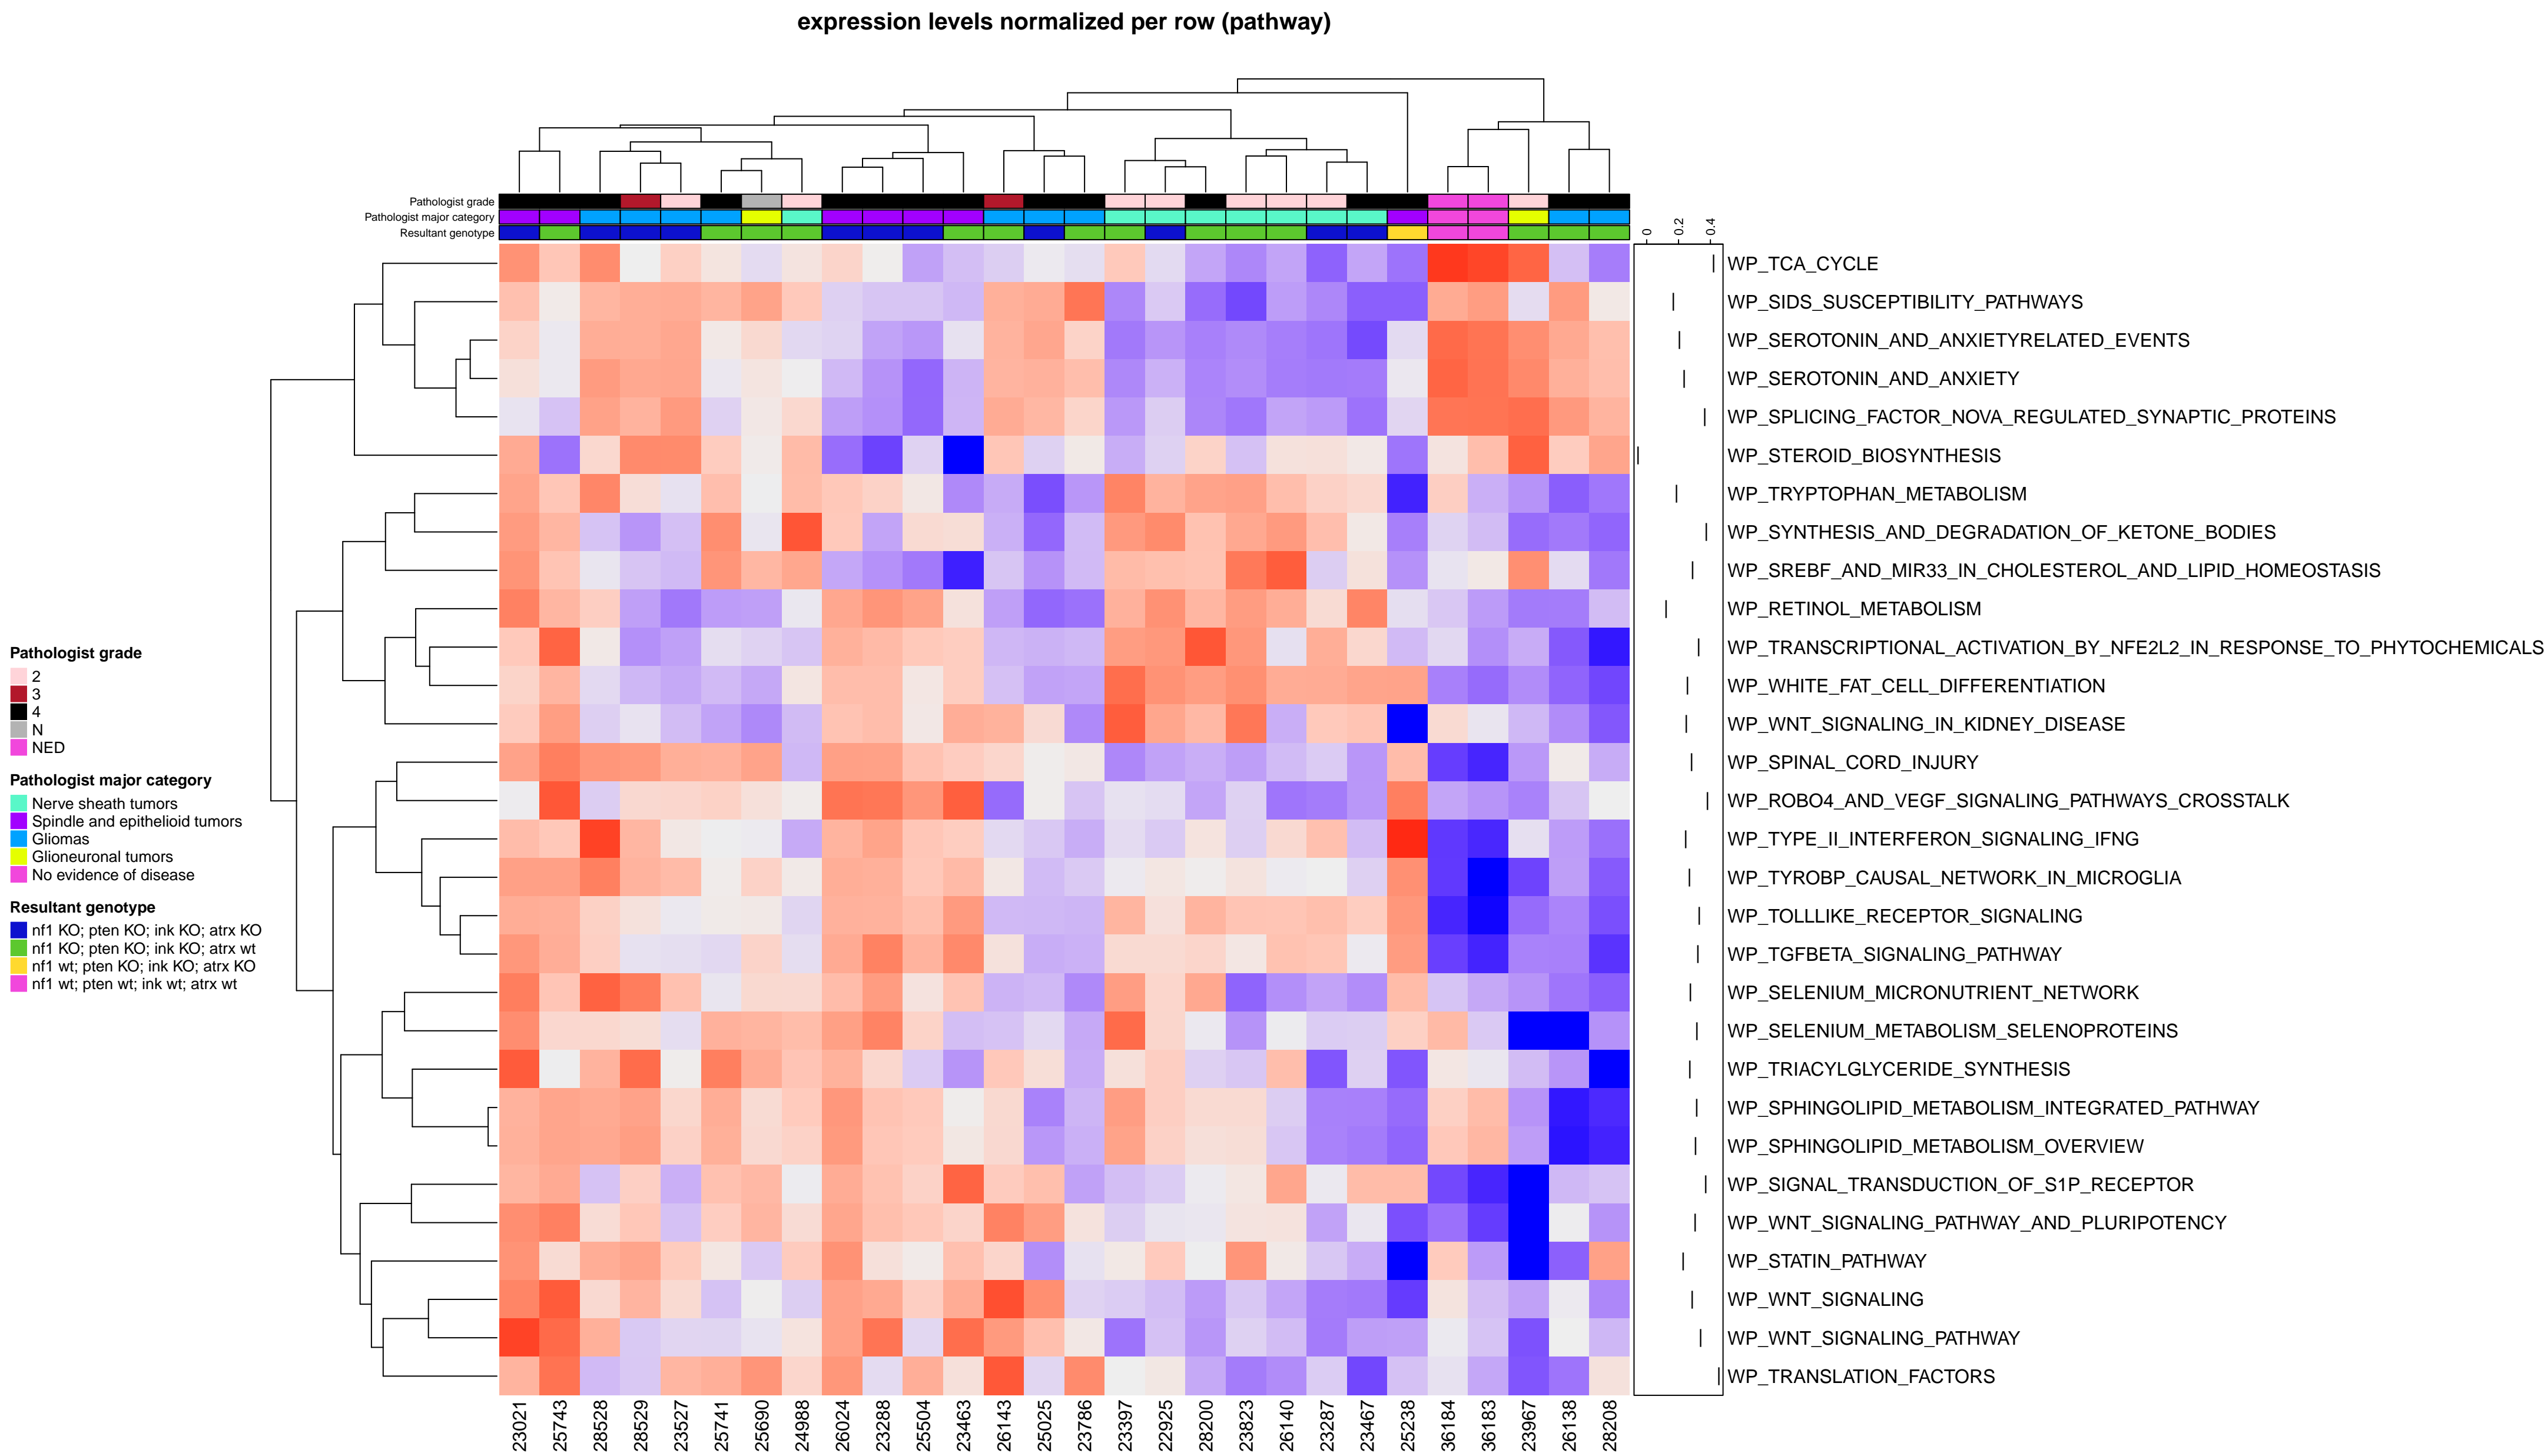 expression levels normalized per row (pathway)
Pathologist grade
Pathologist major category
Resultant genotype
0 0.2 0.4
WP_TCA_CYCLE
WP_SIDS_SUSCEPTIBILITY_PATHWAYS
WP_SEROTONIN_AND_ANXIETYRELATED_EVENTS
WP_SEROTONIN_AND_ANXIETY
WP_SPLICING_FACTOR_NOVA_REGULATED_SYNAPTIC_PROTEINS
WP_STEROID_BIOSYNTHESIS
WP_TRYPTOPHAN_METABOLISM
WP_SYNTHESIS_AND_DEGRADATION_OF_KETONE_BODIES
WP_SREBF_AND_MIR33_IN_CHOLESTEROL_AND_LIPID_HOMEOSTASIS
WP_RETINOL_METABOLISM
WP_TRANSCRIPTIONAL_ACTIVATION_BY_NFE2L2_IN_RESPONSE_TO_PHYTOCHEMICALS
WP_WHITE_FAT_CELL_DIFFERENTIATION
WP_WNT_SIGNALING_IN_KIDNEY_DISEASE
WP_SPINAL_CORD_INJURY
WP_ROBO4_AND_VEGF_SIGNALING_PATHWAYS_CROSSTALK
WP_TYPE_II_INTERFERON_SIGNALING_IFNG
WP_TYROBP_CAUSAL_NETWORK_IN_MICROGLIA
WP_TOLLLIKE_RECEPTOR_SIGNALING
WP_TGFBETA_SIGNALING_PATHWAY
WP_SELENIUM_MICRONUTRIENT_NETWORK
WP_SELENIUM_METABOLISM_SELENOPROTEINS
WP_TRIACYLGLYCERIDE_SYNTHESIS
WP_SPHINGOLIPID_METABOLISM_INTEGRATED_PATHWAY
WP_SPHINGOLIPID_METABOLISM_OVERVIEW
WP_SIGNAL_TRANSDUCTION_OF_S1P_RECEPTOR
WP_WNT_SIGNALING_PATHWAY_AND_PLURIPOTENCY
WP_STATIN_PATHWAY
WP_WNT_SIGNALING
WP_WNT_SIGNALING_PATHWAY
WP_TRANSLATION_FACTORS
Pathologist grade
2
3
4
N
NED
Pathologist major category
Nerve sheath tumors
Spindle and epithelioid tumors
Gliomas
Glioneuronal tumors
No evidence of disease
Resultant genotype
nf1 KO; pten KO; ink KO; atrx KO
nf1 KO; pten KO; ink KO; atrx wt
nf1 wt; pten KO; ink KO; atrx KO
nf1 wt; pten wt; ink wt; atrx wt
23021 25743 28528 28529 23527 25741 25690 24988 26024 23288 25504 23463 26143 25025 23786 23397 22925 28200 23823 26140 23287 23467 25238 36184 36183 23967 26138 28208